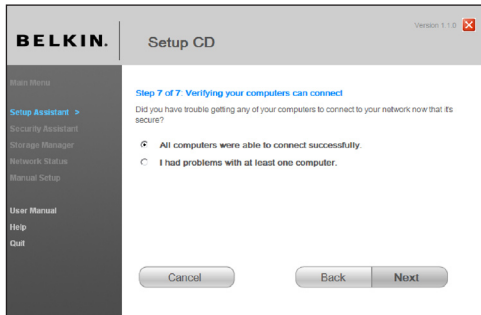 BELKIN.
Setup CD
Version 1.1.0
Main Menu
Setup Assistant >
Security Assistant
Storage Manager
Network Status
Manual Setup
User Manual
Help
Quit
Step 7 of 7: Verifying your computers can connect
Did you have trouble getting any of your computers to connect to your network now that it's
secure?
All computers were able to connect successfully.
I had problems with at least one computer.
Cancel
Back
Next